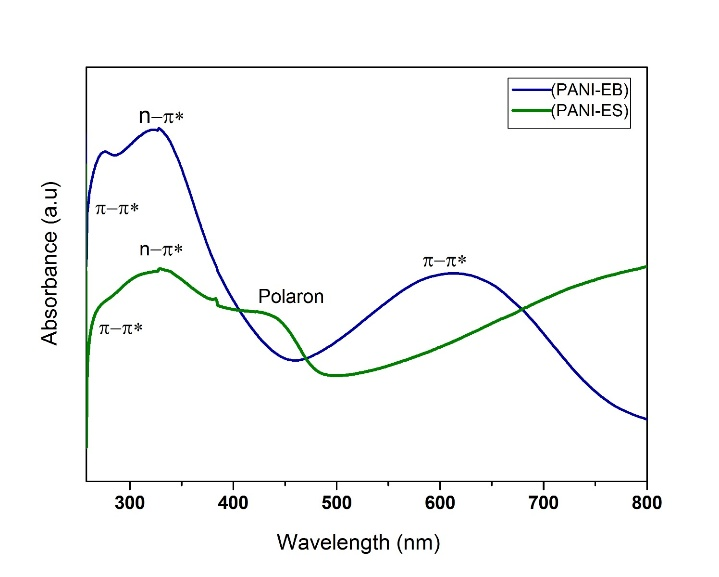 (PANI-EB)
(PANI-ES)
n–π*
π–π*
n–π*
π–π*
Polaron
π–π*
Absorbance (a.u)
300 400 500 600 700 800
Wavelength (nm)